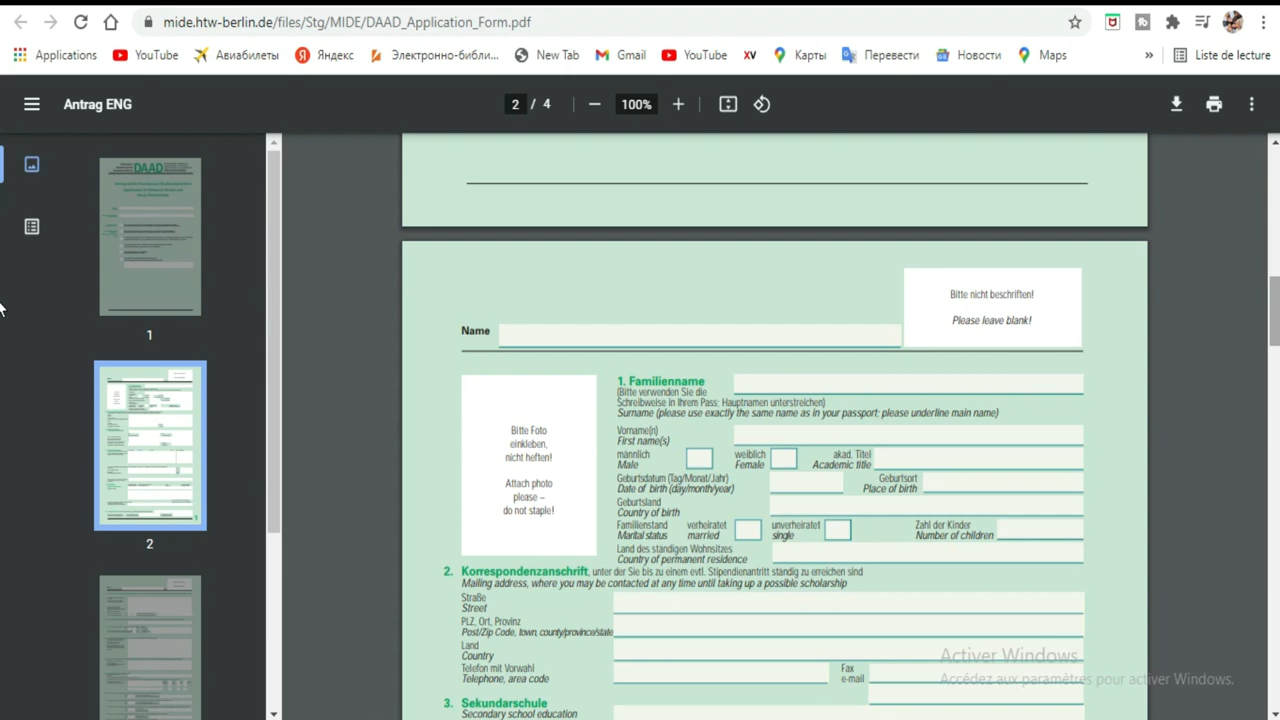 mide.htw-berlin.de/files/Stg/MIDE/DAAD_Application_Form.pdf
Applications YouTube Авиабилеты Яндекс Электронно-библи... New Tab Gmail YouTube XV Карты Перевести Новости Maps » Liste de lecture
Antrag ENG 2 / 4 100%
DAAD
1
2
Bitte nicht beschriften!
Please leave blank!
Name
Bitte Foto
einkleben,
nicht heften!
Attach photo
please –
do not staple!
1. Familienname
(Bitte verwenden Sie die
Schreibweise in Ihrem Pass: Hauptnamen unterstreichen)
Surname (please use exactly the same name as in your passport: please underline main name)
Vorname(n)
First name(s)
männlich weiblich akad. Titel
Male Female Academic title
Geburtsdatum (Tag/Monat/Jahr) Geburtsort
Date of birth (day/month/year) Place of birth
Geburtsland
Country of birth
Familienstand verheiratet unverheiratet Zahl der Kinder
Marital status married single Number of children
Land des ständigen Wohnsitzes
Country of permanent residence
2. Korrespondenzanschrift, unter der Sie bis zu einem evtl. Stipendienantritt ständig zu erreichen sind
Mailing address, where you may be contacted at any time until taking up a possible scholarship
Straße
Street
PLZ, Ort, Provinz
Post/Zip Code, town, county/province/state
Land
Country
Telefon mit Vorwahl Fax
Telephone, area code e-mail
3. Sekundarschule
Secondary school education
Activer Windows
Accédez aux paramètres pour activer Windows.